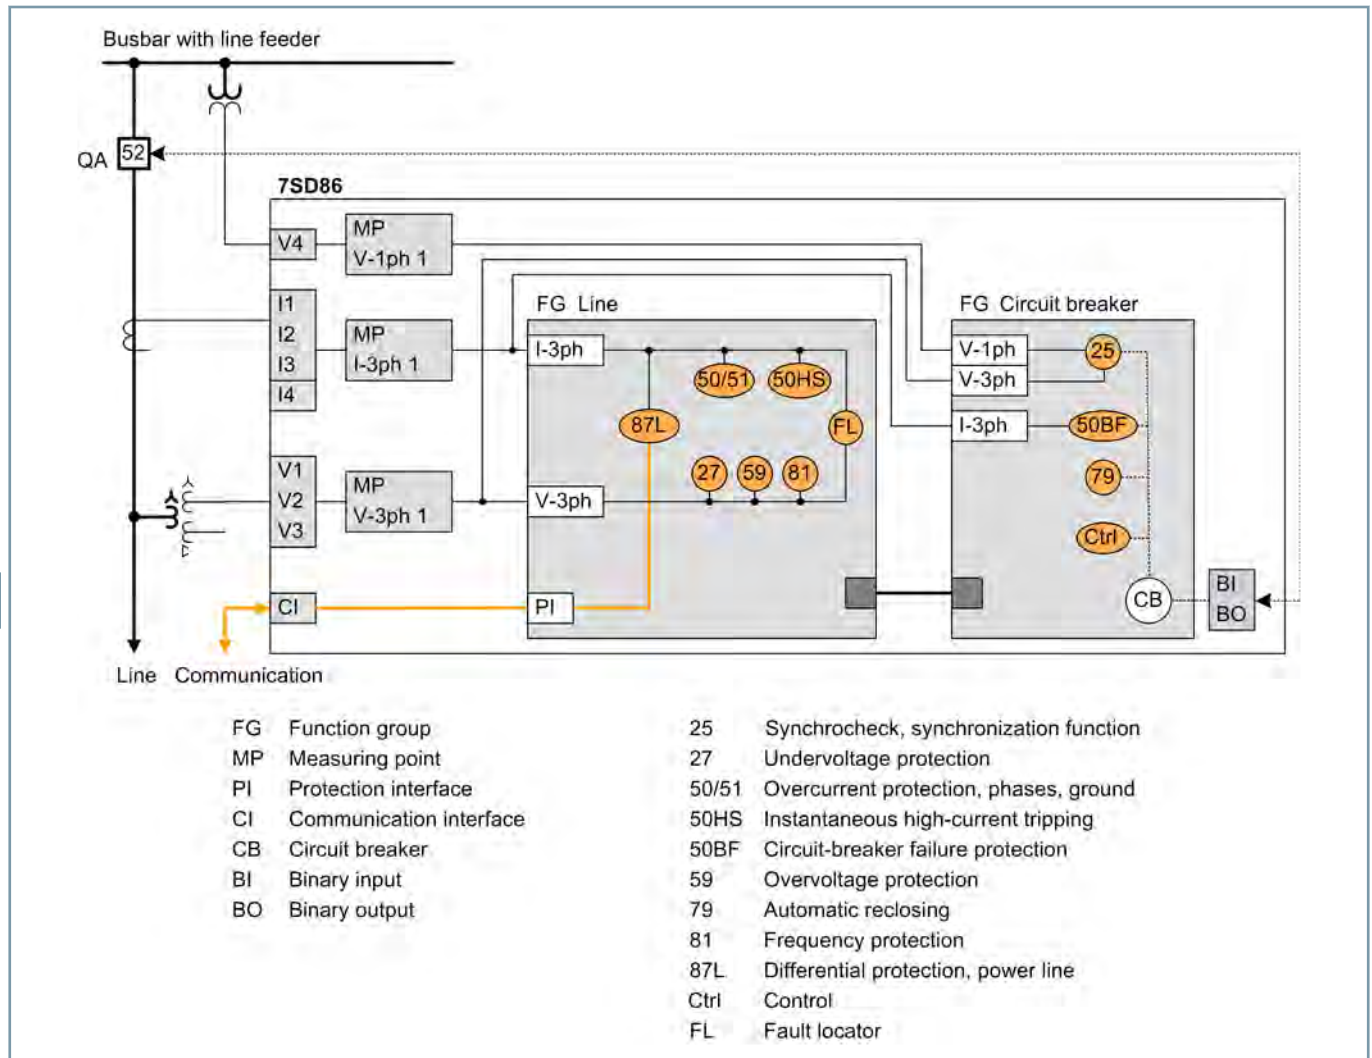 Busbar with line feeder
QA
52
7SD86
V4
MP
V-1ph 1
I1
I2
I3
I4
MP
I-3ph 1
V1
V2
V3
MP
V-3ph 1
CI
FG Line
I-3ph
50/51
50HS
87L
FL
27
59
81
V-3ph
PI
FG Circuit breaker
V-1ph
25
V-3ph
I-3ph
50BF
79
Ctrl
CB
BI
BO
Line
Communication
FG Function group
MP Measuring point
PI Protection interface
CI Communication interface
CB Circuit breaker
BI Binary input
BO Binary output
25 Synchrocheck, synchronization function
27 Undervoltage protection
50/51 Overcurrent protection, phases, ground
50HS Instantaneous high-current tripping
50BF Circuit-breaker failure protection
59 Overvoltage protection
79 Automatic reclosing
81 Frequency protection
87L Differential protection, power line
Ctrl Control
FL Fault locator